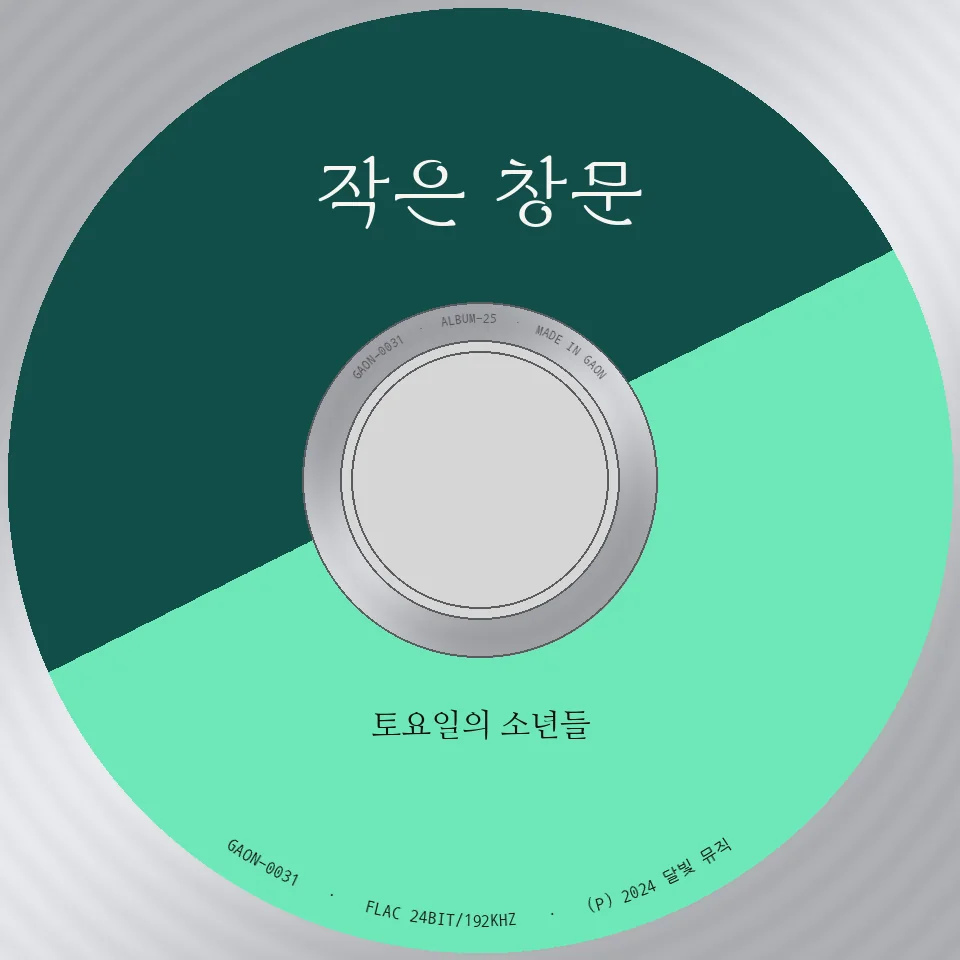 작은 창문
GAON-0031 · ALBUM-25 · MADE IN GAON
토요일의 소년들
GAON-0031 · FLAC 24BIT/192KHZ · (P) 2024 달빛 뮤직